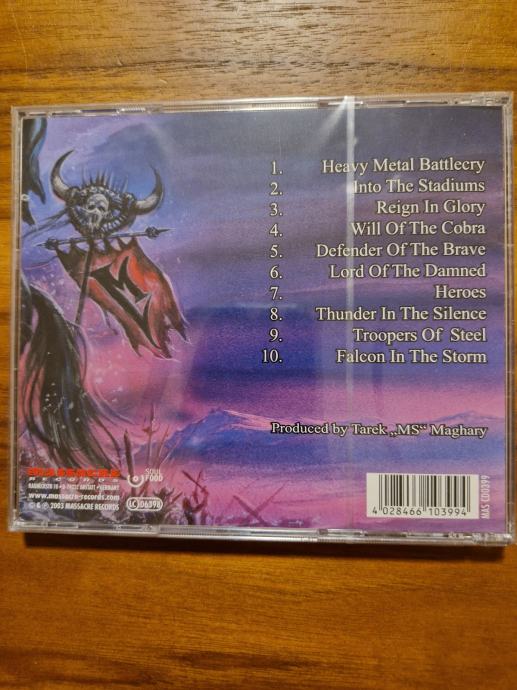 1. Heavy Metal Battlecry
2. Into The Stadiums
3. Reign In Glory
4. Will Of The Cobra
5. Defender Of The Brave
6. Lord Of The Damned
7. Heroes
8. Thunder In The Silence
9. Troopers Of Steel
10. Falcon In The Storm
Produced by Tarek „MS“ Maghary
M
MASSACRE
RECORDS
www.massacre-records.com
© & ℗ 2003 MASSACRE RECORDS
SOUL
FOOD
LC 06398
4 028466 103994
MAS CD0399